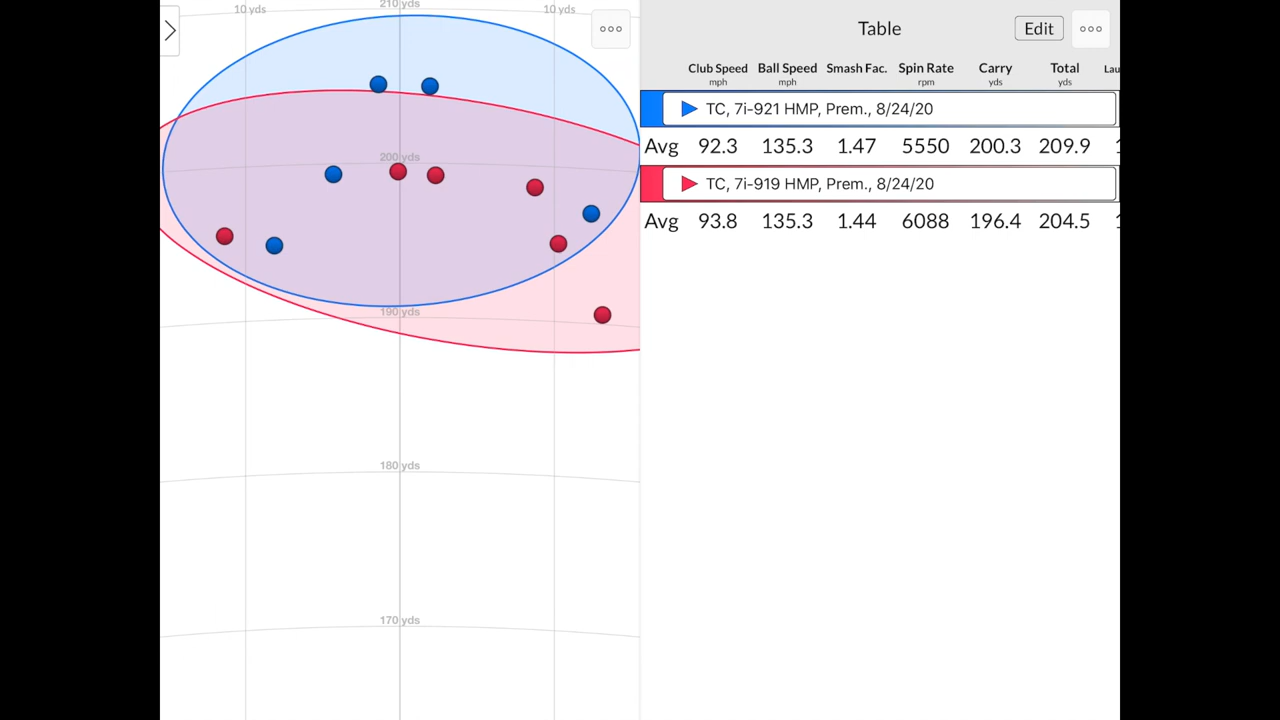 10 yds 210 yds 10 yds
200 yds
190 yds
180 yds
170 yds
Table Edit
Club Speed Ball Speed Smash Fac. Spin Rate Carry Total Lau
mph mph rpm yds yds
TC, 7i-921 HMP, Prem., 8/24/20
Avg 92.3 135.3 1.47 5550 200.3 209.9 1
TC, 7i-919 HMP, Prem., 8/24/20
Avg 93.8 135.3 1.44 6088 196.4 204.5 1